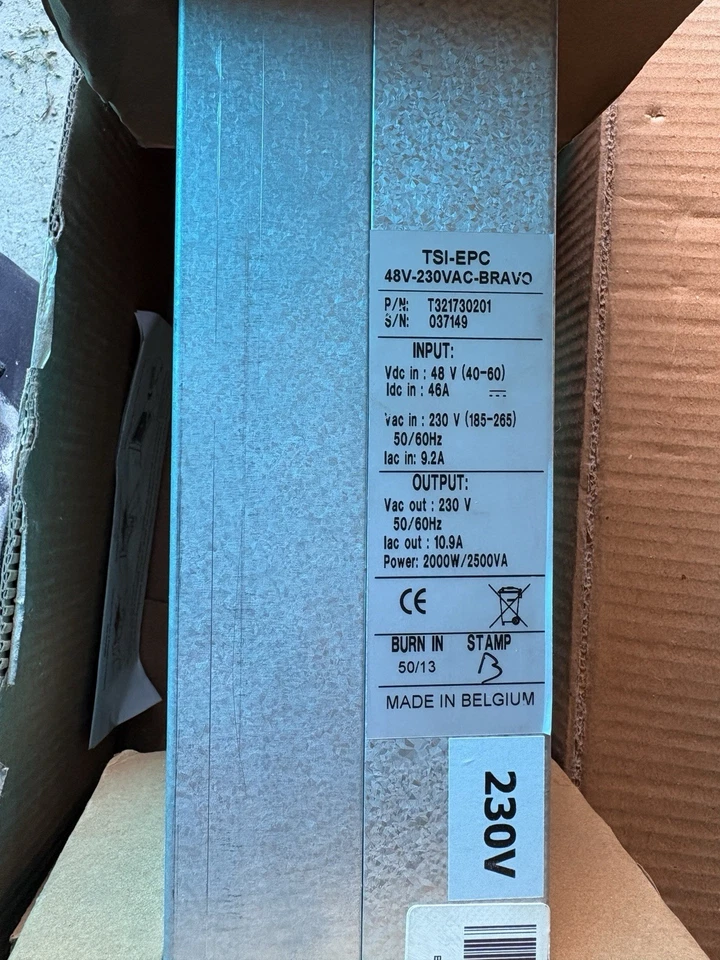 TSI-EPC
48V-230VAC-BRAVO
P/N: T321730201
S/N: 037149
INPUT:
Vdc in : 48 V (40-60)
Idc in : 46A
Vac in : 230 V (185-265)
50/60Hz
Iac in: 9.2A
OUTPUT:
Vac out : 230 V
50/60Hz
Iac out : 10.9A
Power: 2000W/2500VA
CE
BURN IN STAMP
50/13 B
MADE IN BELGIUM
230V